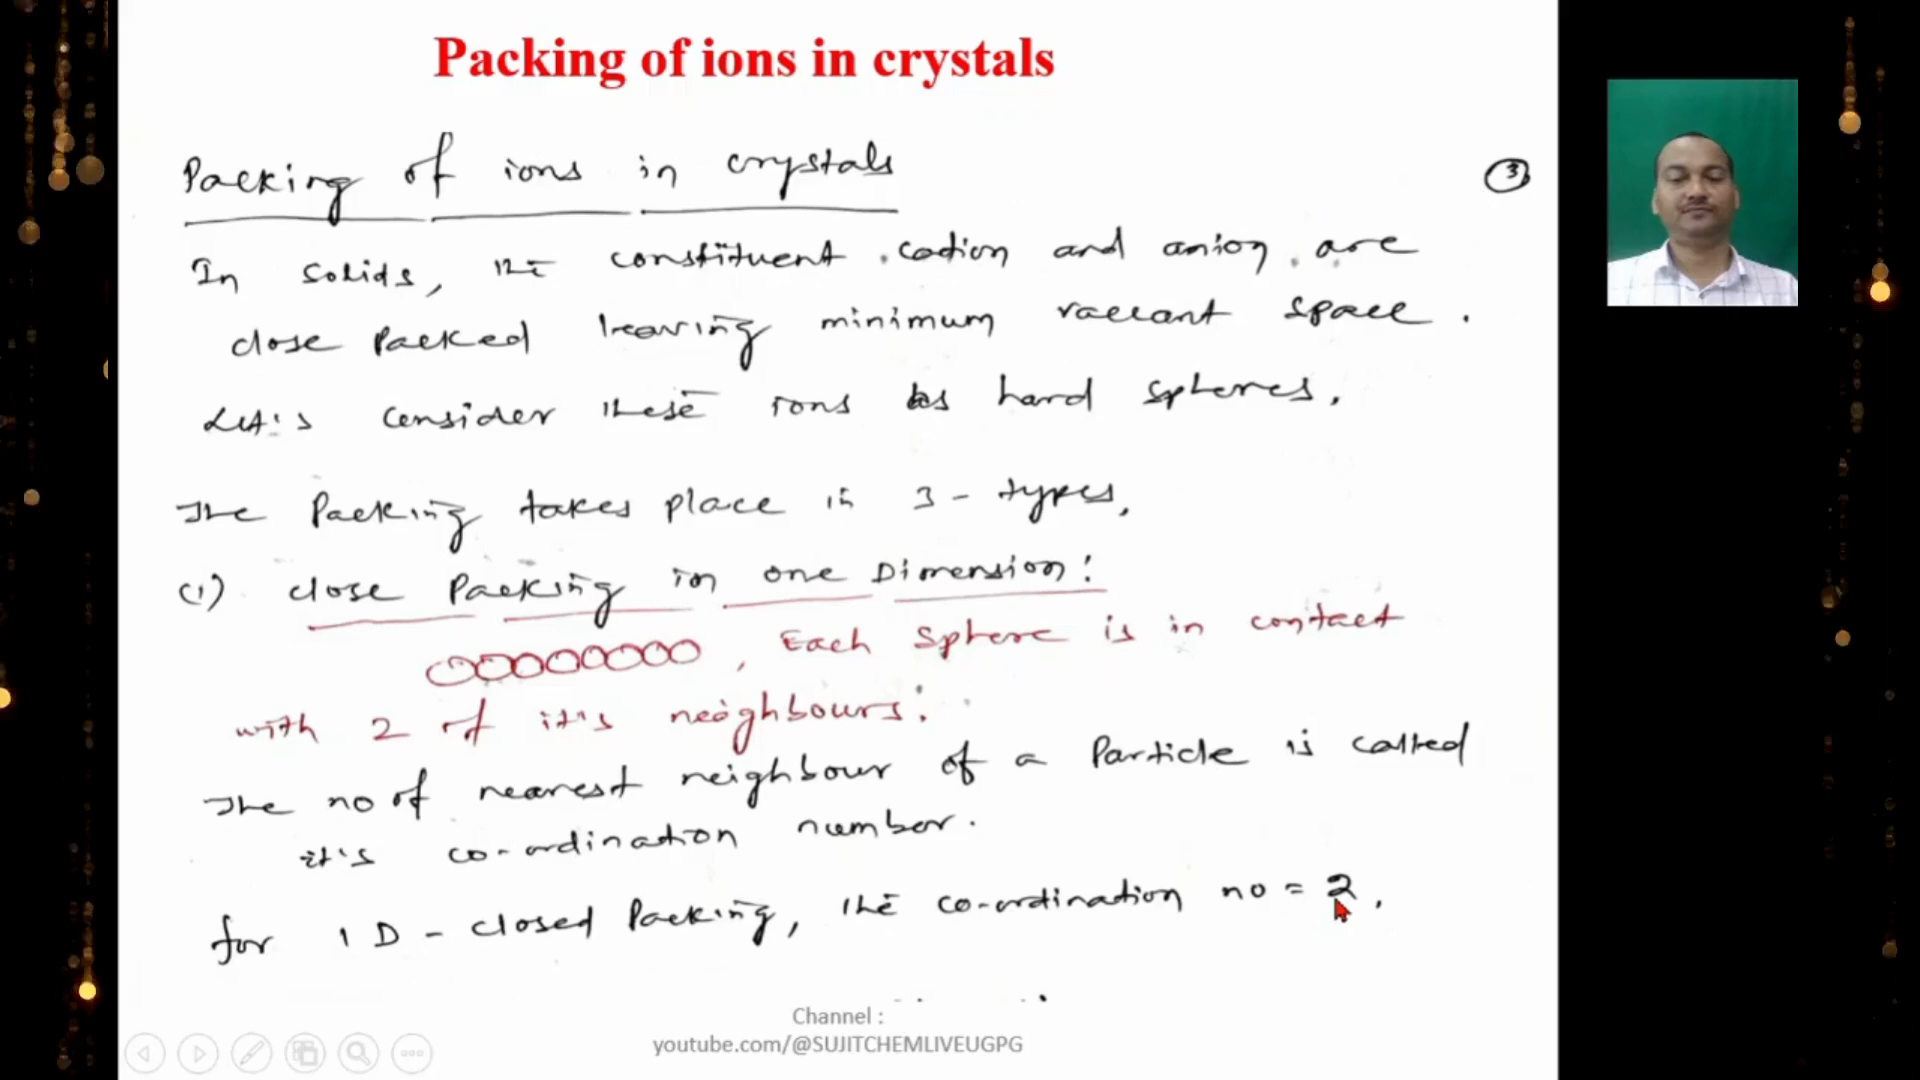 Packing of ions in crystals
Packing of ions in crystals
3
In solids, the constituent cation and anion are
close packed leaving minimum vaccant space.
Let's consider these ions as hard spheres.
The packing takes place in 3-types,
(1) close packing in one Dimension:
, Each sphere is in contact
with 2 of it's neighbours.
The no of nearest neighbour of a particle is called
it's co-ordination number.
for 1D-closed packing, the co-ordination no = 2.
Channel :
youtube.com/@SUJITCHEMLIVEUGPG